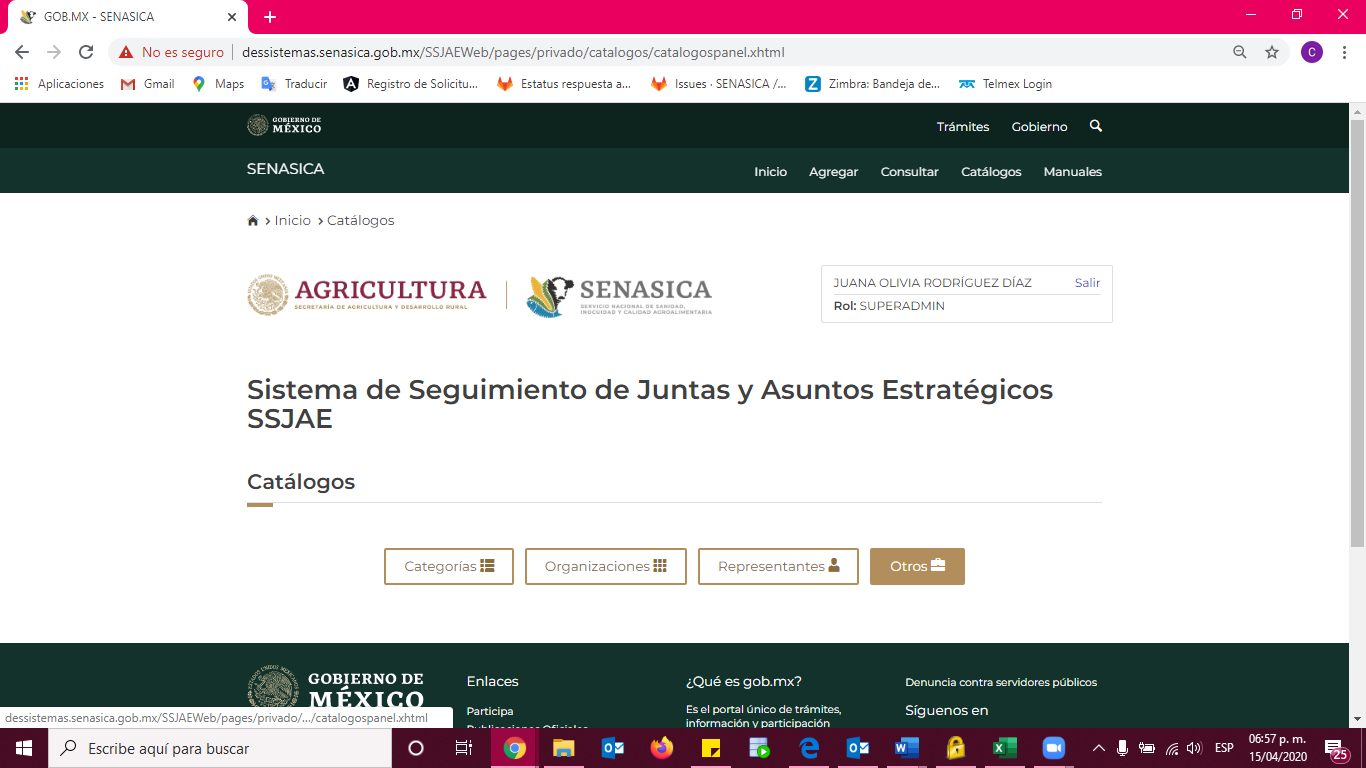 GOB.MX - SENASICA
No es seguro
dessistemas.senasica.gob.mx/SSJAEWeb/pages/privado/catalogos/catalogospanel.xhtml
C
Aplicaciones
Gmail
Maps
Traducir
Registro de Solicitu...
Estatus respuesta a...
Issues · SENASICA /...
Zimbra: Bandeja de...
Telmex Login
GOBIERNO DE
MÉXICO
Trámites
Gobierno
SENASICA
Inicio
Agregar
Consultar
Catálogos
Manuales
Inicio
Catálogos
AGRICULTURA
SECRETARÍA DE AGRICULTURA Y DESARROLLO RURAL
SENASICA
SERVICIO NACIONAL DE SANIDAD,
INOCUIDAD Y CALIDAD AGROALIMENTARIA
JUANA OLIVIA RODRÍGUEZ DÍAZ
Salir
Rol: SUPERADMIN
Sistema de Seguimiento de Juntas y Asuntos Estratégicos
SSJAE
Catálogos
Categorías
Organizaciones
Representantes
Otros
GOBIERNO DE
MÉXICO
Enlaces
Participa
Publicaciones Oficiales
¿Qué es gob.mx?
Es el portal único de trámites,
información y participación
Denuncia contra servidores públicos
Síguenos en
dessistemas.senasica.gob.mx/SSJAEWeb/pages/privado/.../catalogospanel.xhtml
Escribe aquí para buscar
ESP
06:57 p. m.
15/04/2020
25